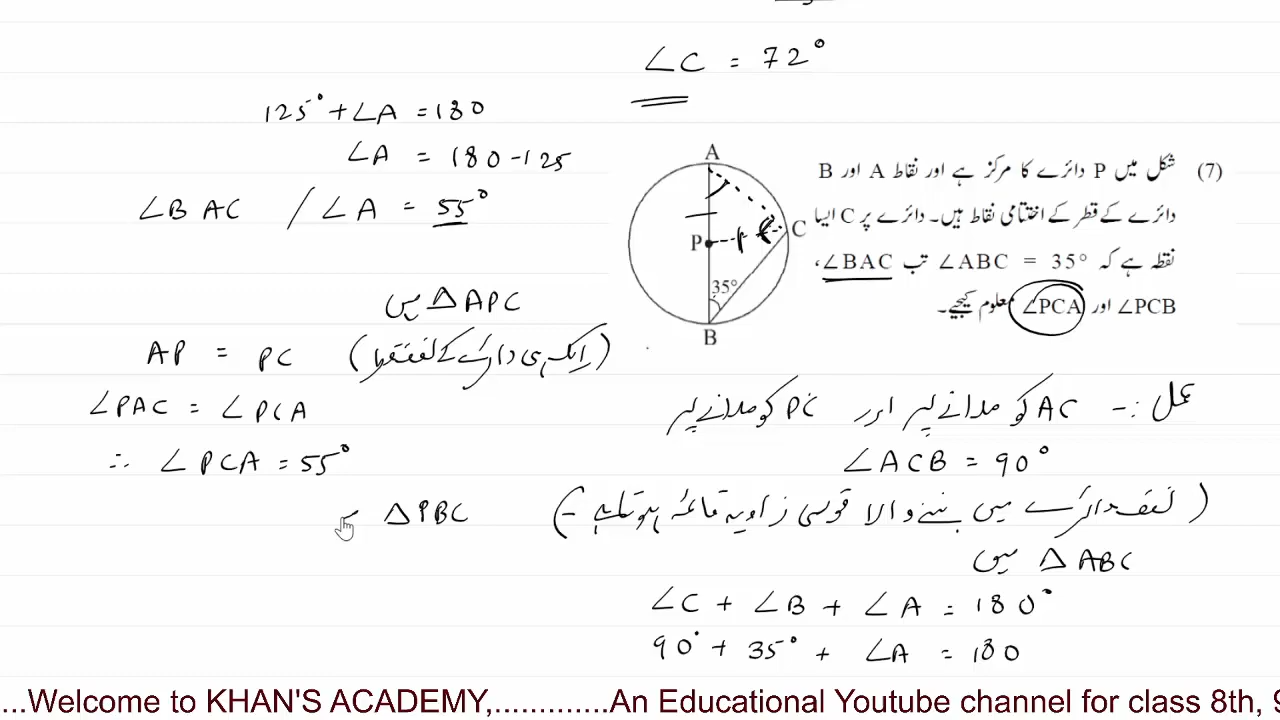 ∠C = 72°
(7) شکل میں P دائرے کا مرکز ہے اور نقاط A اور B
دائرے کے قطر کے اختتامی نقاط ہیں۔ دائرے پر C ایسا
نقطہ ہے کہ ∠ABC = 35° تب ∠BAC،
∠PCB اور ∠PCA معلوم کیجیے۔
A
P
C
35°
B
عمل :- AC کو ملانے پر اور PC کو ملانے پر
∠ACB = 90°
(نصف دائرے میں بننے والا قوسی زاویہ قائمہ ہوتا ہے-)
△ABC میں
∠C + ∠B + ∠A = 180°
90° + 35° + ∠A = 180
125° + ∠A = 180
∠A = 180 - 125
∠BAC / ∠A = 55°
△APC میں
AP = PC (ایک ہی دائرے کے نصف قطر)
∠PAC = ∠PCA
∴ ∠PCA = 55°
△PBC
...Welcome to KHAN'S ACADEMY,.............An Educational Youtube channel for class 8th, 9